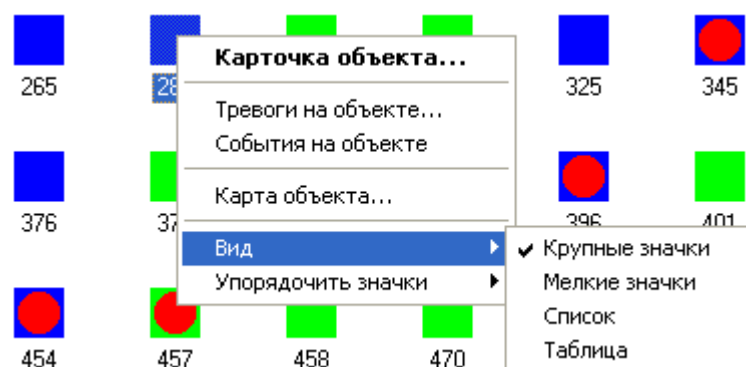 265
325
345
Карточка объекта...
Тревоги на объекте...
События на объекте
376
396
401
Карта объекта...
Вид
Крупные значки
Упорядочить значки
Мелкие значки
Список
Таблица
454
457
458
470